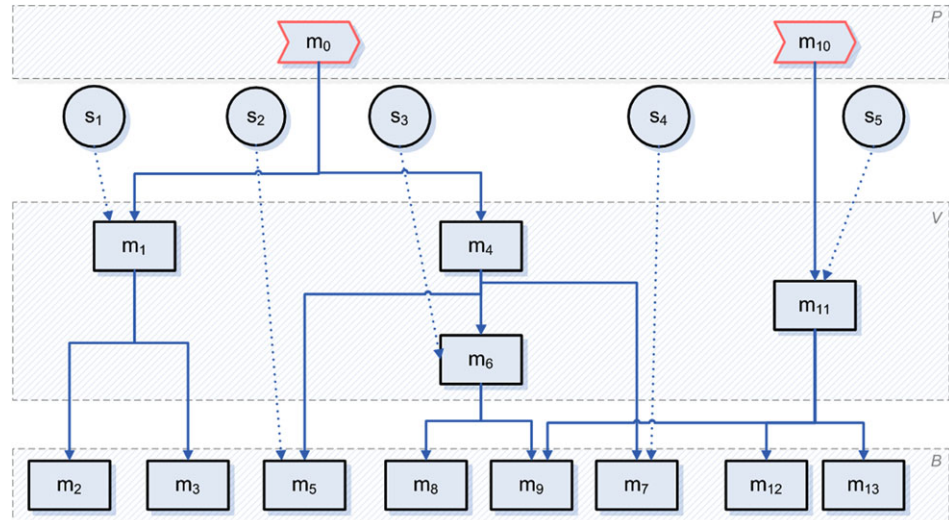 P
m₀ m₁₀
s₁ s₂ s₃ s₄ s₅
V
m₁ m₄
m₁₁
m₆
B
m₂ m₃ m₅ m₈ m₉ m₇ m₁₂ m₁₃